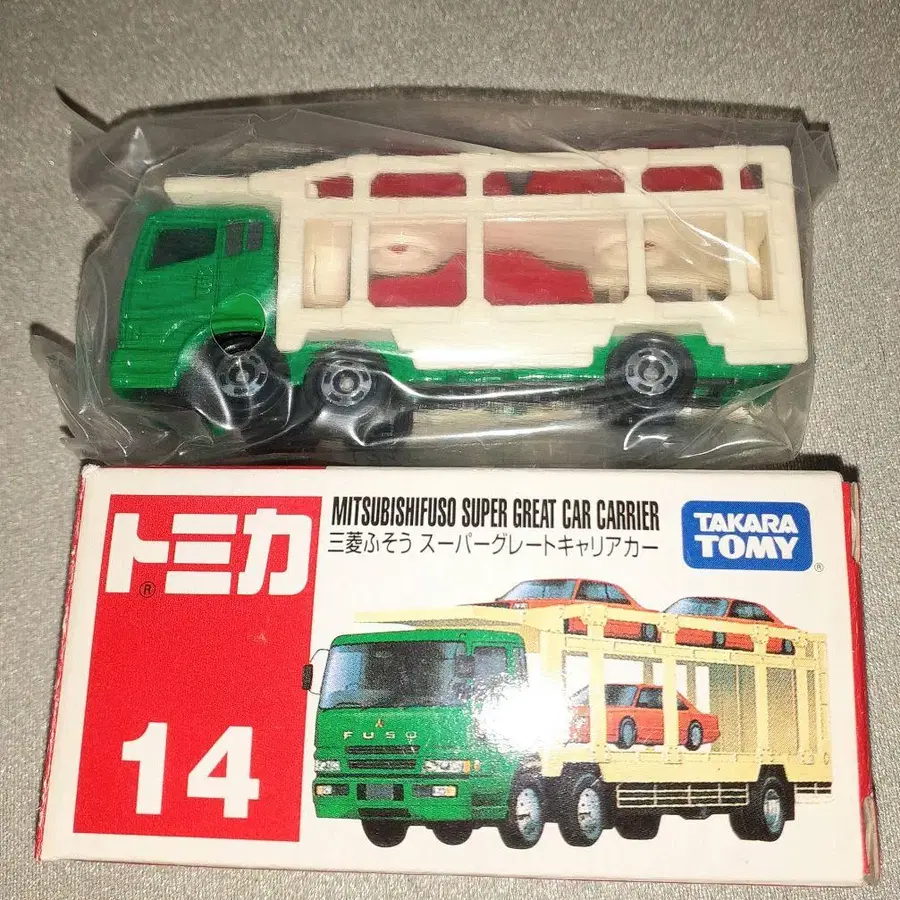 トミカ
®
MITSUBISHIFUSO SUPER GREAT CAR CARRIER
三菱ふそう スーパーグレートキャリアカー
TAKARA
TOMY
®
FUSO
14